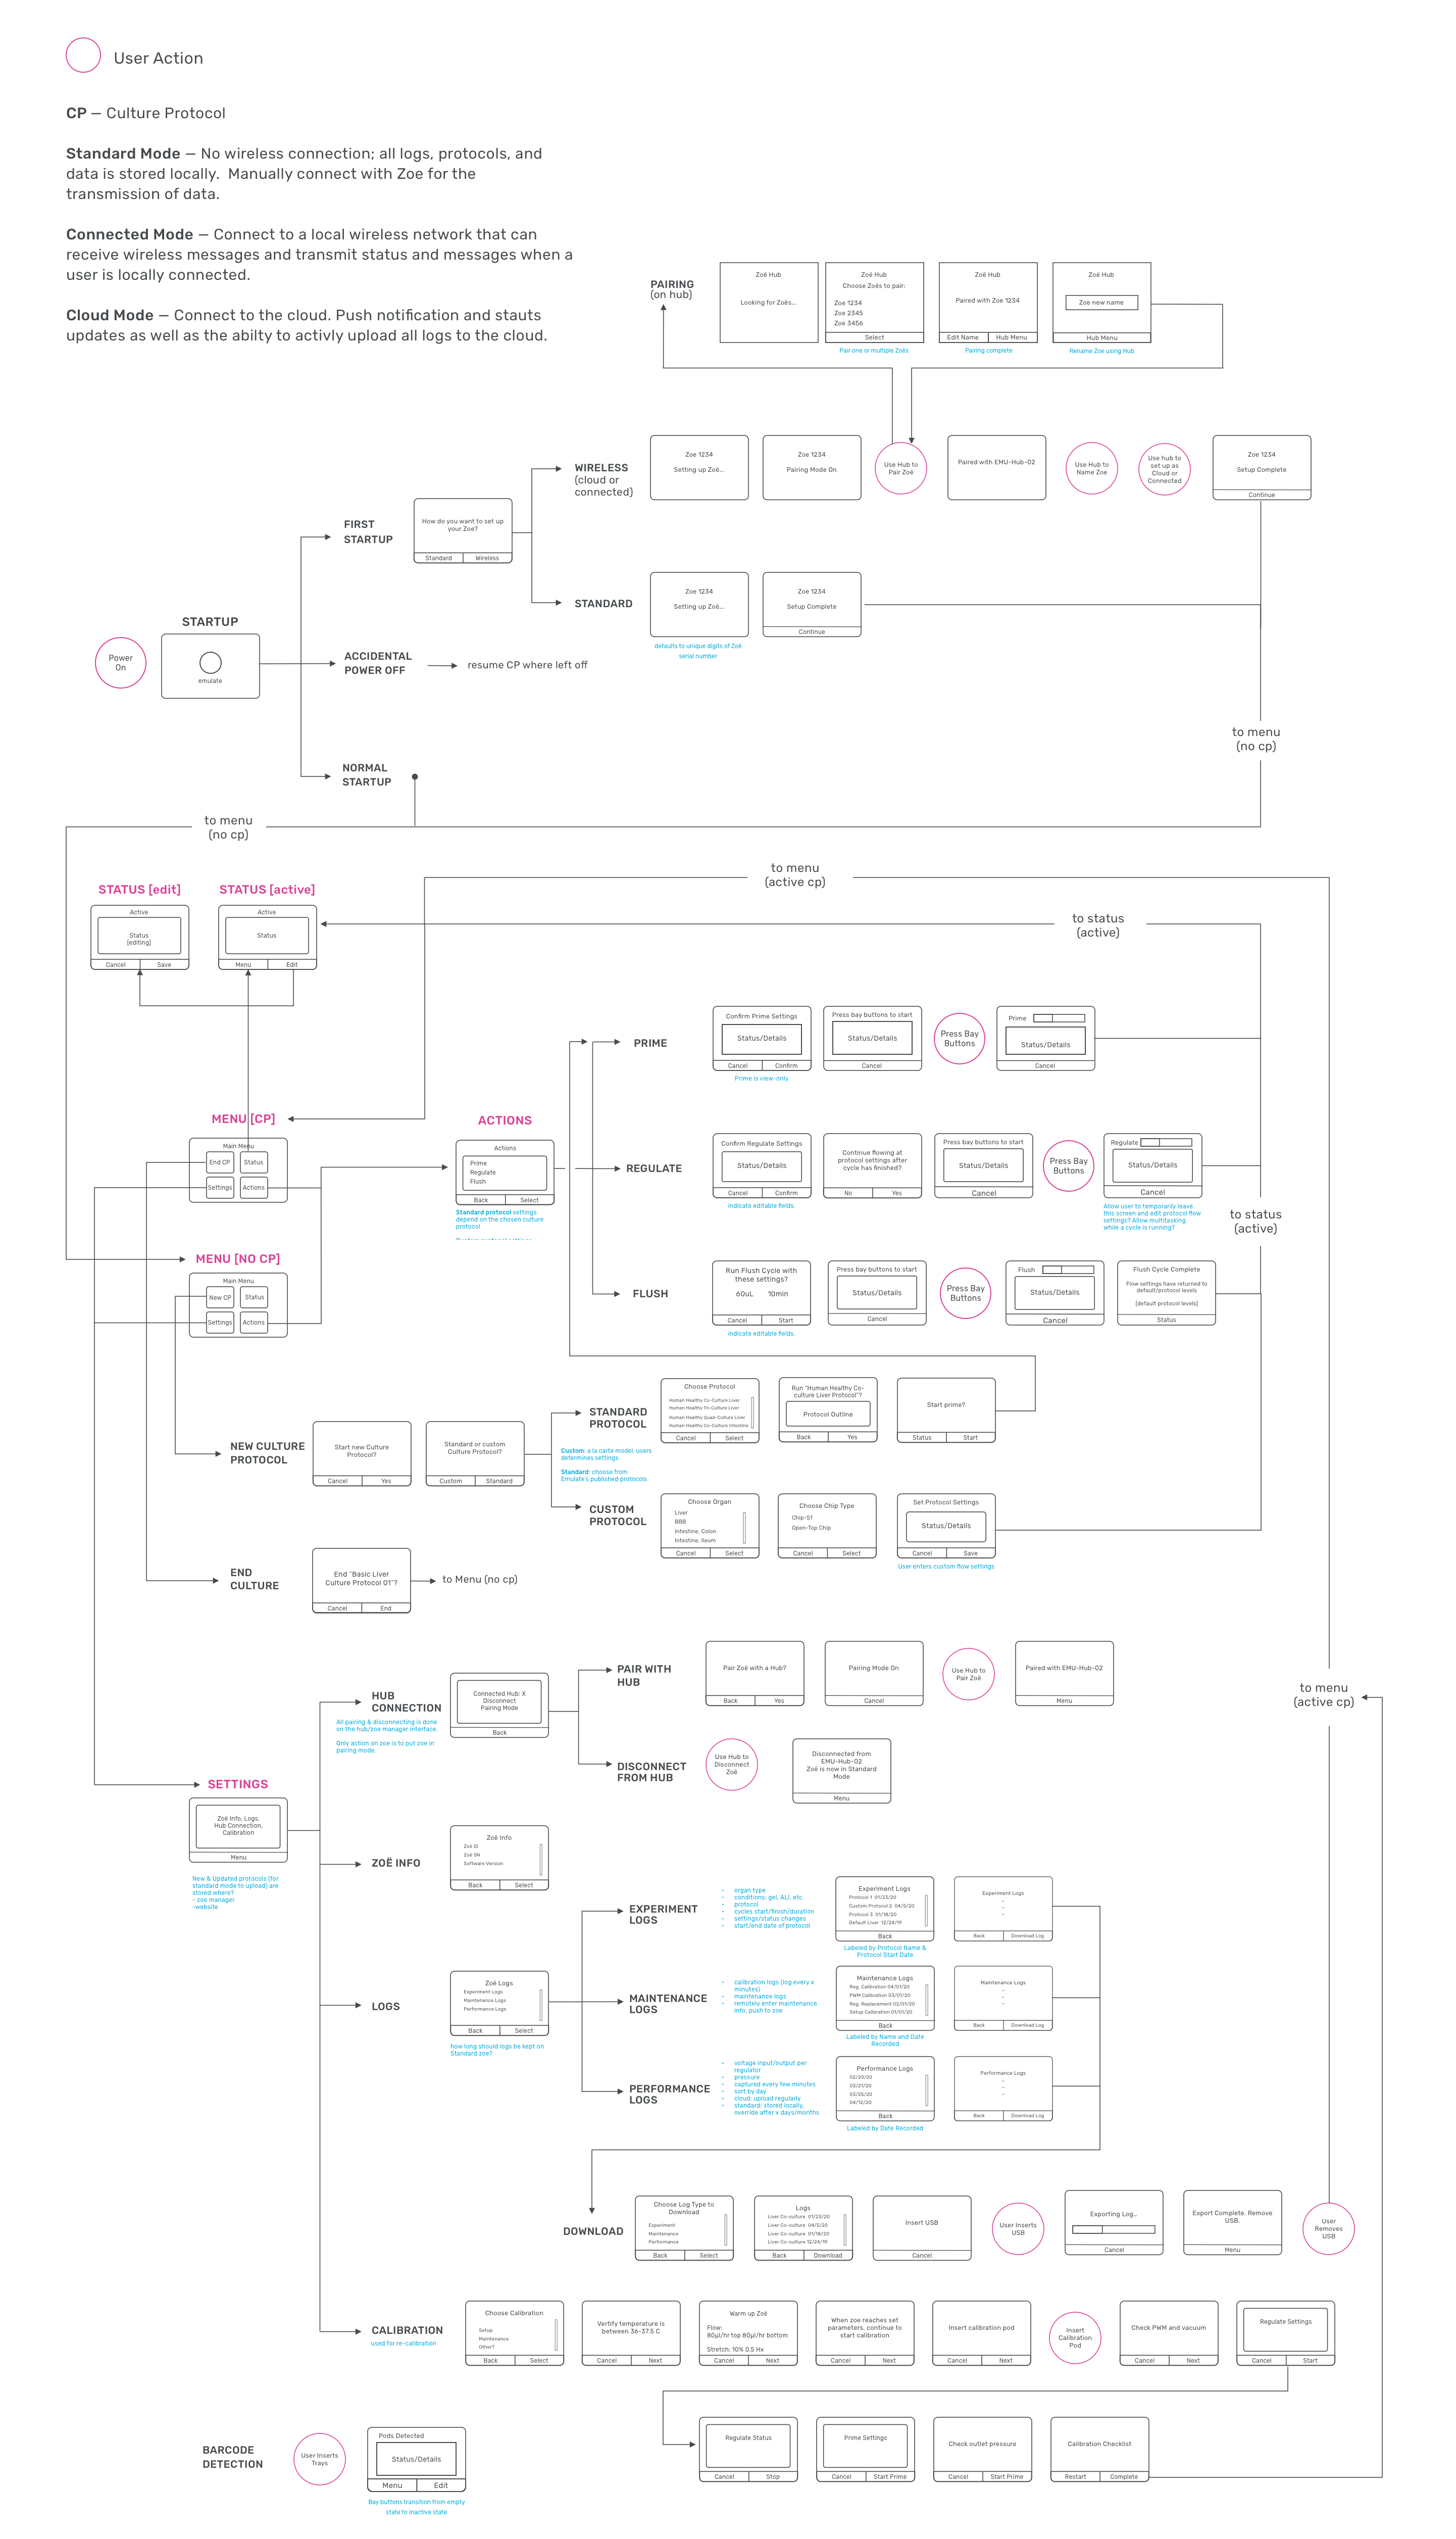 User Action
CP — Culture Protocol
Standard Mode — No wireless connection; all logs, protocols, and
data is stored locally.  Manually connect with Zoe for the
transmission of data.
Connected Mode — Connect to a local wireless network that can
receive wireless messages and transmit status and messages when a
user is locally connected.
Cloud Mode — Connect to the cloud. Push notification and stauts
updates as well as the abilty to activly upload all logs to the cloud.
PAIRING
(on hub)
Zoë Hub
Looking for Zoës...
Zoë Hub
Choose Zoës to pair:
Zoe 1234
Zoe 2345
Zoe 3456
Select
Pair one or multiple Zoës
Zoë Hub
Paired with Zoe 1234
Edit Name
Hub Menu
Pairing complete
Zoë Hub
Zoe new name
Hub Menu
Rename Zoe using Hub
WIRELESS
(cloud or
connected)
Zoe 1234
Setting up Zoë...
Zoe 1234
Pairing Mode On
Use Hub to
Pair Zoë
Paired with EMU-Hub-02
Use Hub to
Name Zoe
Use hub to
set up as
Cloud or
Connected
Zoe 1234
Setup Complete
Continue
FIRST
STARTUP
How do you want to set up
your Zoe?
Standard
Wireless
STANDARD
Zoe 1234
Setting up Zoë...
defaults to unique digits of Zoë
serial number
Zoe 1234
Setup Complete
Continue
STARTUP
Power
On
emulate
ACCIDENTAL
POWER OFF
resume CP where left off
NORMAL
STARTUP
to menu
(no cp)
to menu
(no cp)
to menu
(active cp)
STATUS [edit]
Active
Status
[editing]
Cancel
Save
STATUS [active]
Active
Status
Menu
Edit
to status
(active)
PRIME
Confirm Prime Settings
Status/Details
Cancel
Confirm
Prime is view-only
Press bay buttons to start
Status/Details
Cancel
Press Bay
Buttons
Prime
Status/Details
Cancel
MENU [CP]
Main Menu
End CP
Status
Settings
Actions
ACTIONS
Actions
Prime
Regulate
Flush
Back
Select
Standard protocol settings
depend on the chosen culture
protocol
REGULATE
Confirm Regulate Settings
Status/Details
Cancel
Confirm
indicate editable fields.
Continue flowing at
protocol settings after
cycle has finished?
No
Yes
Press bay buttons to start
Status/Details
Cancel
Press Bay
Buttons
Regulate
Status/Details
Cancel
Allow user to temporarily leave
this screen and edit protocol flow
settings? Allow multitasking
while a cycle is running?
to status
(active)
MENU [NO CP]
Main Menu
New CP
Status
Settings
Actions
FLUSH
Run Flush Cycle with
these settings?
60uL
10min
Cancel
Start
indicate editable fields.
Press bay buttons to start
Status/Details
Cancel
Press Bay
Buttons
Flush
Status/Details
Cancel
Flush Cycle Complete
Flow settings have returned to
default/protocol levels
[default protocol levels]
Status
NEW CULTURE
PROTOCOL
Start new Culture
Protocol?
Cancel
Yes
Standard or custom
Culture Protocol?
Custom
Standard
STANDARD
PROTOCOL
Choose Protocol
Human Healthy Co-Culture Liver
Human Healthy Tri-Culture Liver
Human Healthy Quad-Culture Liver
Human Healthy Co-Culture Intestine
Cancel
Select
Run "Human Healthy Co-
culture Liver Protocol"?
Protocol Outline
Back
Yes
Start prime?
Status
Start
Custom: a la carte model, users
determines settings
Standard: choose from
Emulate's published protocols
CUSTOM
PROTOCOL
Choose Organ
Liver
BBB
Intestine, Colon
Intestine, Ileum
Cancel
Select
Choose Chip Type
Chip-S1
Open-Top Chip
Cancel
Select
Set Protocol Settings
Status/Details
Cancel
Save
User enters custom flow settings
END
CULTURE
End "Basic Liver
Culture Protocol 01"?
Cancel
End
to Menu (no cp)
HUB
CONNECTION
All pairing & disconnecting is done
on the hub/zoe manager interface.
Only action on zoe is to put zoe in
pairing mode.
Connected Hub: X
Disconnect
Pairing Mode
Back
PAIR WITH
HUB
Pair Zoë with a Hub?
Back
Yes
Pairing Mode On
Cancel
Use Hub to
Pair Zoë
Paired with EMU-Hub-02
Menu
to menu
(active cp)
DISCONNECT
FROM HUB
Use Hub to
Disconnect
Zoë
Disconnected from
EMU-Hub-02
Zoë is now in Standard
Mode
Menu
SETTINGS
Zoë Info, Logs,
Hub Connection,
Calibration
Menu
New & Updated protocols (for
standard mode to upload) are
stored where?
- zoe manager
-website
ZOË INFO
Zoë Info
Zoë ID
Zoë SN
Software Version
Back
Select
LOGS
Zoë Logs
Experiment Logs
Maintenance Logs
Performance Logs
Back
Select
how long should logs be kept on
Standard zoe?
EXPERIMENT
LOGS
• organ type
• conditions: gel, ALI, etc.
• protocol
• cycles start/finish/duration
• settings/status changes
• start/end date of protocol
Experiment Logs
Protocol 1 01/23/20
Custom Protocol 2 04/5/20
Protocol 3 01/18/20
Default Liver 12/24/19
Back
Labeled by Protocol Name &
Protocol Start Date
Experiment Logs
Back
Download Log
MAINTENANCE
LOGS
• calibration logs (log every x
minutes)
• maintenance logs
• remotely enter maintenance
info, push to zoe
Maintenance Logs
Reg. Calibration 04/01/20
PWM Calibration 03/01/20
Reg. Replacement 02/01/20
Setup Calibration 01/01/20
Back
Labeled by Name and Date
Recorded
Maintenance Logs
Back
Download Log
PERFORMANCE
LOGS
• voltage input/output per
regulator
• pressure
• captured every few minutes
• sort by day
• cloud: upload regularly
• standard: stored locally,
override after x days/months
Performance Logs
02/20/20
03/21/20
03/25/20
04/12/20
Back
Labeled by Date Recorded
Performance Logs
Back
Download Log
DOWNLOAD
Choose Log Type to
Download
Experiment
Maintenance
Performance
Back
Select
Logs
Liver Co-culture 01/23/20
Liver Co-culture 04/5/20
Liver Co-culture 01/18/20
Liver Co-culture 12/24/19
Back
Download
Insert USB
Cancel
User Inserts
USB
Exporting Log...
Cancel
Export Complete. Remove
USB.
Menu
User
Removes
USB
CALIBRATION
used for re-calibration
Choose Calibration
Setup
Maintenance
Other?
Back
Select
Vertify temperature is
between 36-37.5 C
Cancel
Next
Warm up Zoë
Flow:
80µl/hr top 80µl/hr bottom
Stretch: 10% 0.5 Hx
Cancel
Next
When zoe reaches set
parameters, continue to
start calibration
Cancel
Next
Insert calibration pod
Cancel
Next
Insert
Calibration
Pod
Check PWM and vacuum
Cancel
Next
Regulate Settings
Cancel
Start
Regulate Status
Cancel
Stop
Prime Settings
Cancel
Start Prime
Check outlet pressure
Cancel
Start Prime
Calibration Checklist
Restart
Complete
BARCODE
DETECTION
User Inserts
Trays
Pods Detected
Status/Details
Menu
Edit
Bay buttons transition from empty
state to inactive state